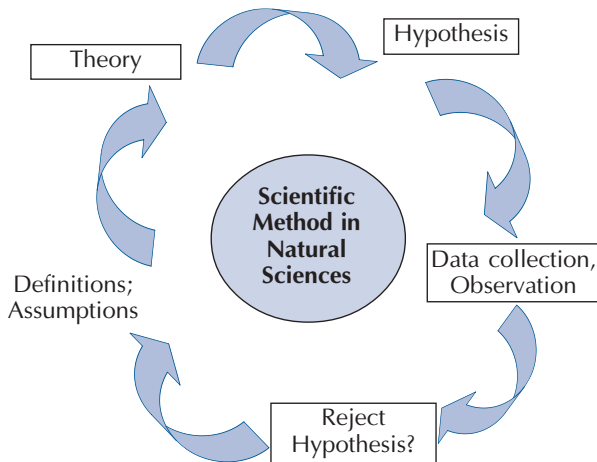 Theory
Hypothesis
Scientific
Method in
Natural
Sciences
Data collection,
Observation
Definitions;
Assumptions
Reject
Hypothesis?